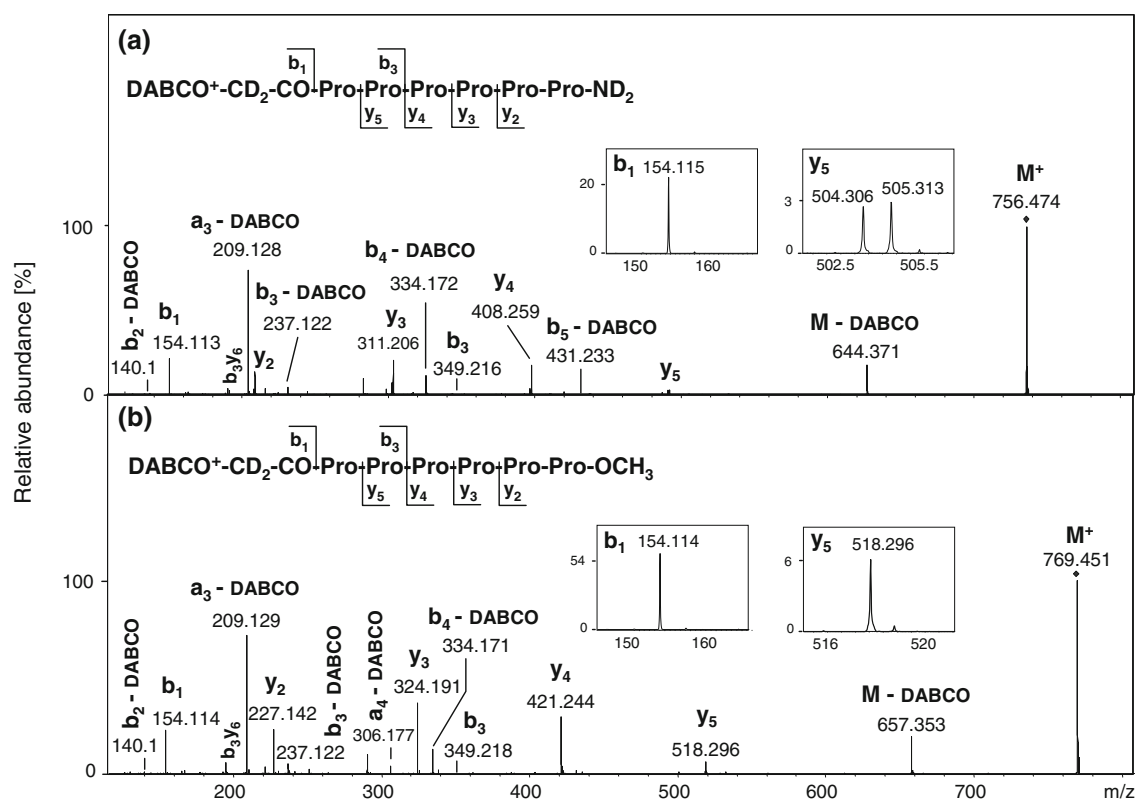 (a)
b1 b3
DABCO+-CD2-CO-Pro-Pro-Pro-Pro-Pro-Pro-ND2
y5 y4 y3 y2
b1 154.115
20
0
150 160
y5
504.306 505.313
3
0
502.5 505.5
M+
756.474
100
a3 - DABCO
209.128
b2 - DABCO
140.1
b1
154.113
b3y6
y2
b3 - DABCO
237.122
y3
311.206
b4 - DABCO
334.172
b3
349.216
y4
408.259
b5 - DABCO
431.233
y5
M - DABCO
644.371
0
Relative abundance [%]
(b)
b1 b3
DABCO+-CD2-CO-Pro-Pro-Pro-Pro-Pro-Pro-OCH3
y5 y4 y3 y2
b1 154.114
54
0
150 160
y5
518.296
6
0
516 520
M+
769.451
100
a3 - DABCO
209.129
b2 - DABCO
140.1
b1
154.114
b3y6
y2
227.142
237.122
b3 - DABCO
a4 - DABCO
306.177
y3
324.191
b4 - DABCO
334.171
b3
349.218
y4
421.244
y5
518.296
M - DABCO
657.353
0
200 300 400 500 600 700 m/z